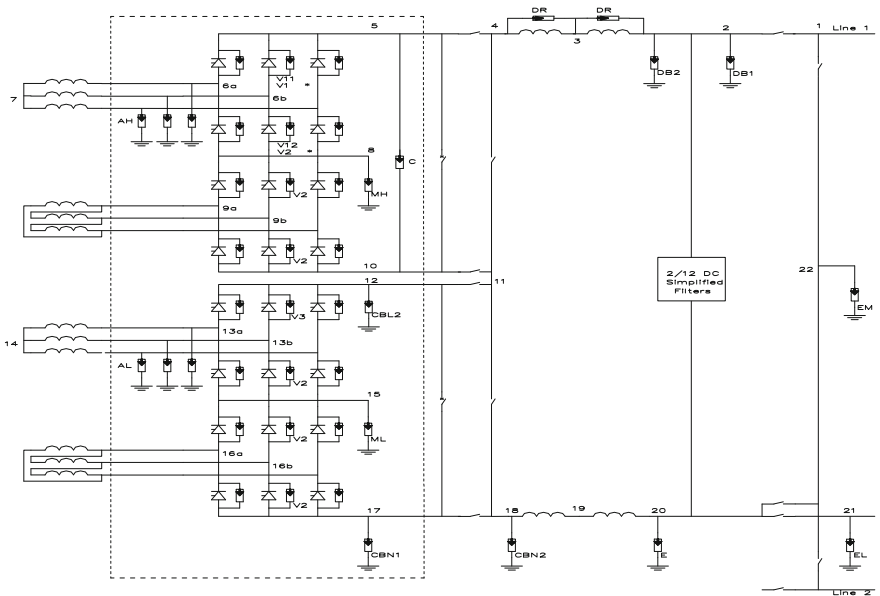 5
4
DR
DR
3
2
1
Line 1
DB2
DB1
V11
V1 *
6a
6b
7
AH
V12
V2 *
8
C
MH
V2
9a
9b
V2
10
11
12
2/12 DC
Simplified
Filters
22
EM
CBL2
V3
13a
13b
14
AL
V2
15
ML
V2
16a
16b
V2
17
18
19
20
21
CBN1
CBN2
E
EL
Line 2